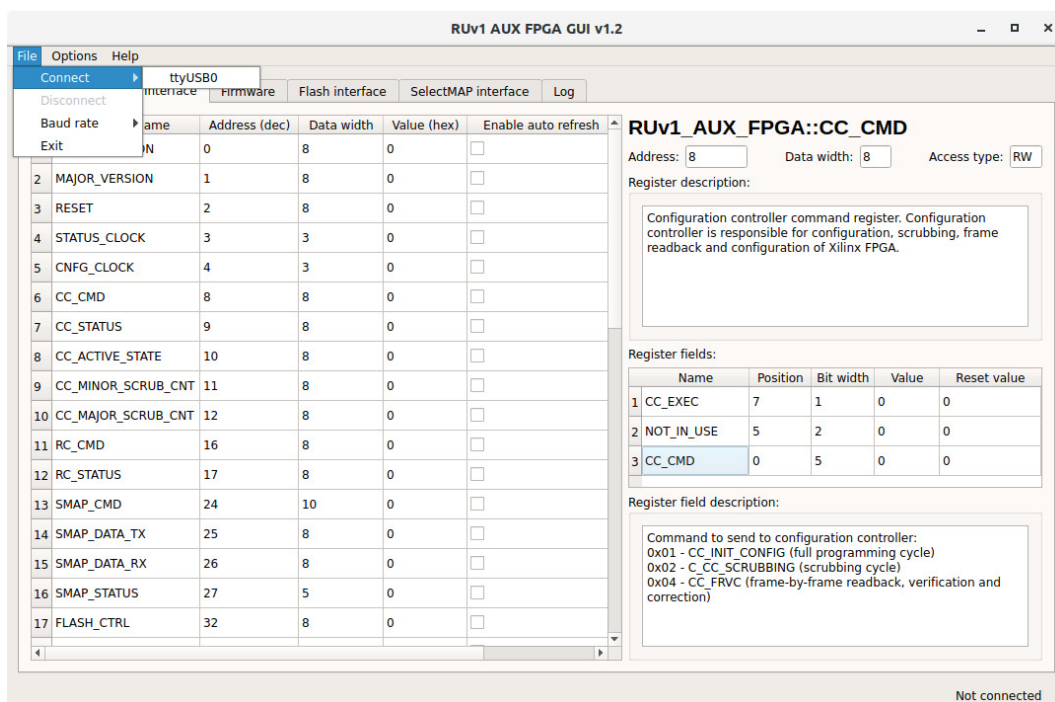 RUv1 AUX FPGA GUI v1.2
File Options Help
Connect ttyUSB0
Disconnect
Baud rate
Exit
Firmware Flash interface SelectMAP interface Log
Address (dec) Data width Value (hex) Enable auto refresh
0 8 0
2 MAJOR_VERSION 1 8 0
3 RESET 2 8 0
4 STATUS_CLOCK 3 3 0
5 CNFG_CLOCK 4 3 0
6 CC_CMD 8 8 0
7 CC_STATUS 9 8 0
8 CC_ACTIVE_STATE 10 8 0
9 CC_MINOR_SCRUB_CNT 11 8 0
10 CC_MAJOR_SCRUB_CNT 12 8 0
11 RC_CMD 16 8 0
12 RC_STATUS 17 8 0
13 SMAP_CMD 24 10 0
14 SMAP_DATA_TX 25 8 0
15 SMAP_DATA_RX 26 8 0
16 SMAP_STATUS 27 5 0
17 FLASH_CTRL 32 8 0
RUv1_AUX_FPGA::CC_CMD
Address: 8 Data width: 8 Access type: RW
Register description:
Configuration controller command register. Configuration
controller is responsible for configuration, scrubbing, frame
readback and configuration of Xilinx FPGA.
Register fields:
Name Position Bit width Value Reset value
1 CC_EXEC 7 1 0 0
2 NOT_IN_USE 5 2 0 0
3 CC_CMD 0 5 0 0
Register field description:
Command to send to configuration controller:
0x01 - CC_INIT_CONFIG (full programming cycle)
0x02 - C_CC_SCRUBBING (scrubbing cycle)
0x04 - CC_FRVC (frame-by-frame readback, verification and
correction)
Not connected